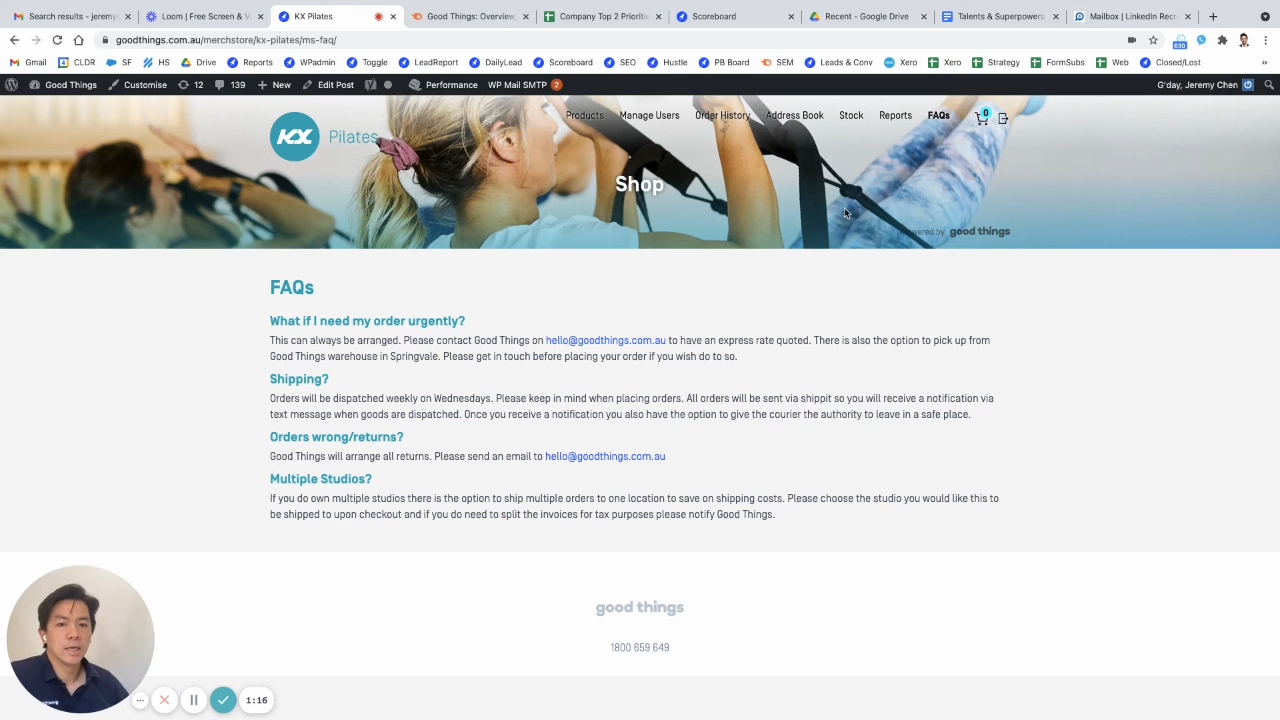 Search results - jeremy
Loom | Free Screen & V
KX Pilates
Good Things: Overview
Company Top 2 Prioritie
Scoreboard
Recent - Google Drive
Talents & Superpowers
Mailbox | LinkedIn Recr
goodthings.com.au/merchstore/kx-pilates/ms-faq/
630
Gmail CLDR SF HS Drive Reports WPadmin Toggle LeadReport DailyLead Scoreboard SEO Hustle PB Board SEM Leads & Conv Xero Xero Strategy FormSubs Web Closed/Lost »
Good Things Customise 12 139 + New Edit Post Performance WP Mail SMTP 2 G'day, Jeremy Chen
Products Manage Users Order History Address Book Stock Reports FAQs 0
KX Pilates
Shop
powered by good things
FAQs
What if I need my order urgently?
This can always be arranged. Please contact Good Things on hello@goodthings.com.au to have an express rate quoted. There is also the option to pick up from
Good Things warehouse in Springvale. Please get in touch before placing your order if you wish do to so.
Shipping?
Orders will be dispatched weekly on Wednesdays. Please keep in mind when placing orders. All orders will be sent via shippit so you will receive a notification via
text message when goods are dispatched. Once you receive a notification you also have the option to give the courier the authority to leave in a safe place.
Orders wrong/returns?
Good Things will arrange all returns. Please send an email to hello@goodthings.com.au
Multiple Studios?
If you do own multiple studios there is the option to ship multiple orders to one location to save on shipping costs. Please choose the studio you would like this to
be shipped to upon checkout and if you do need to split the invoices for tax purposes please notify Good Things.
good things
1800 659 649
1:16